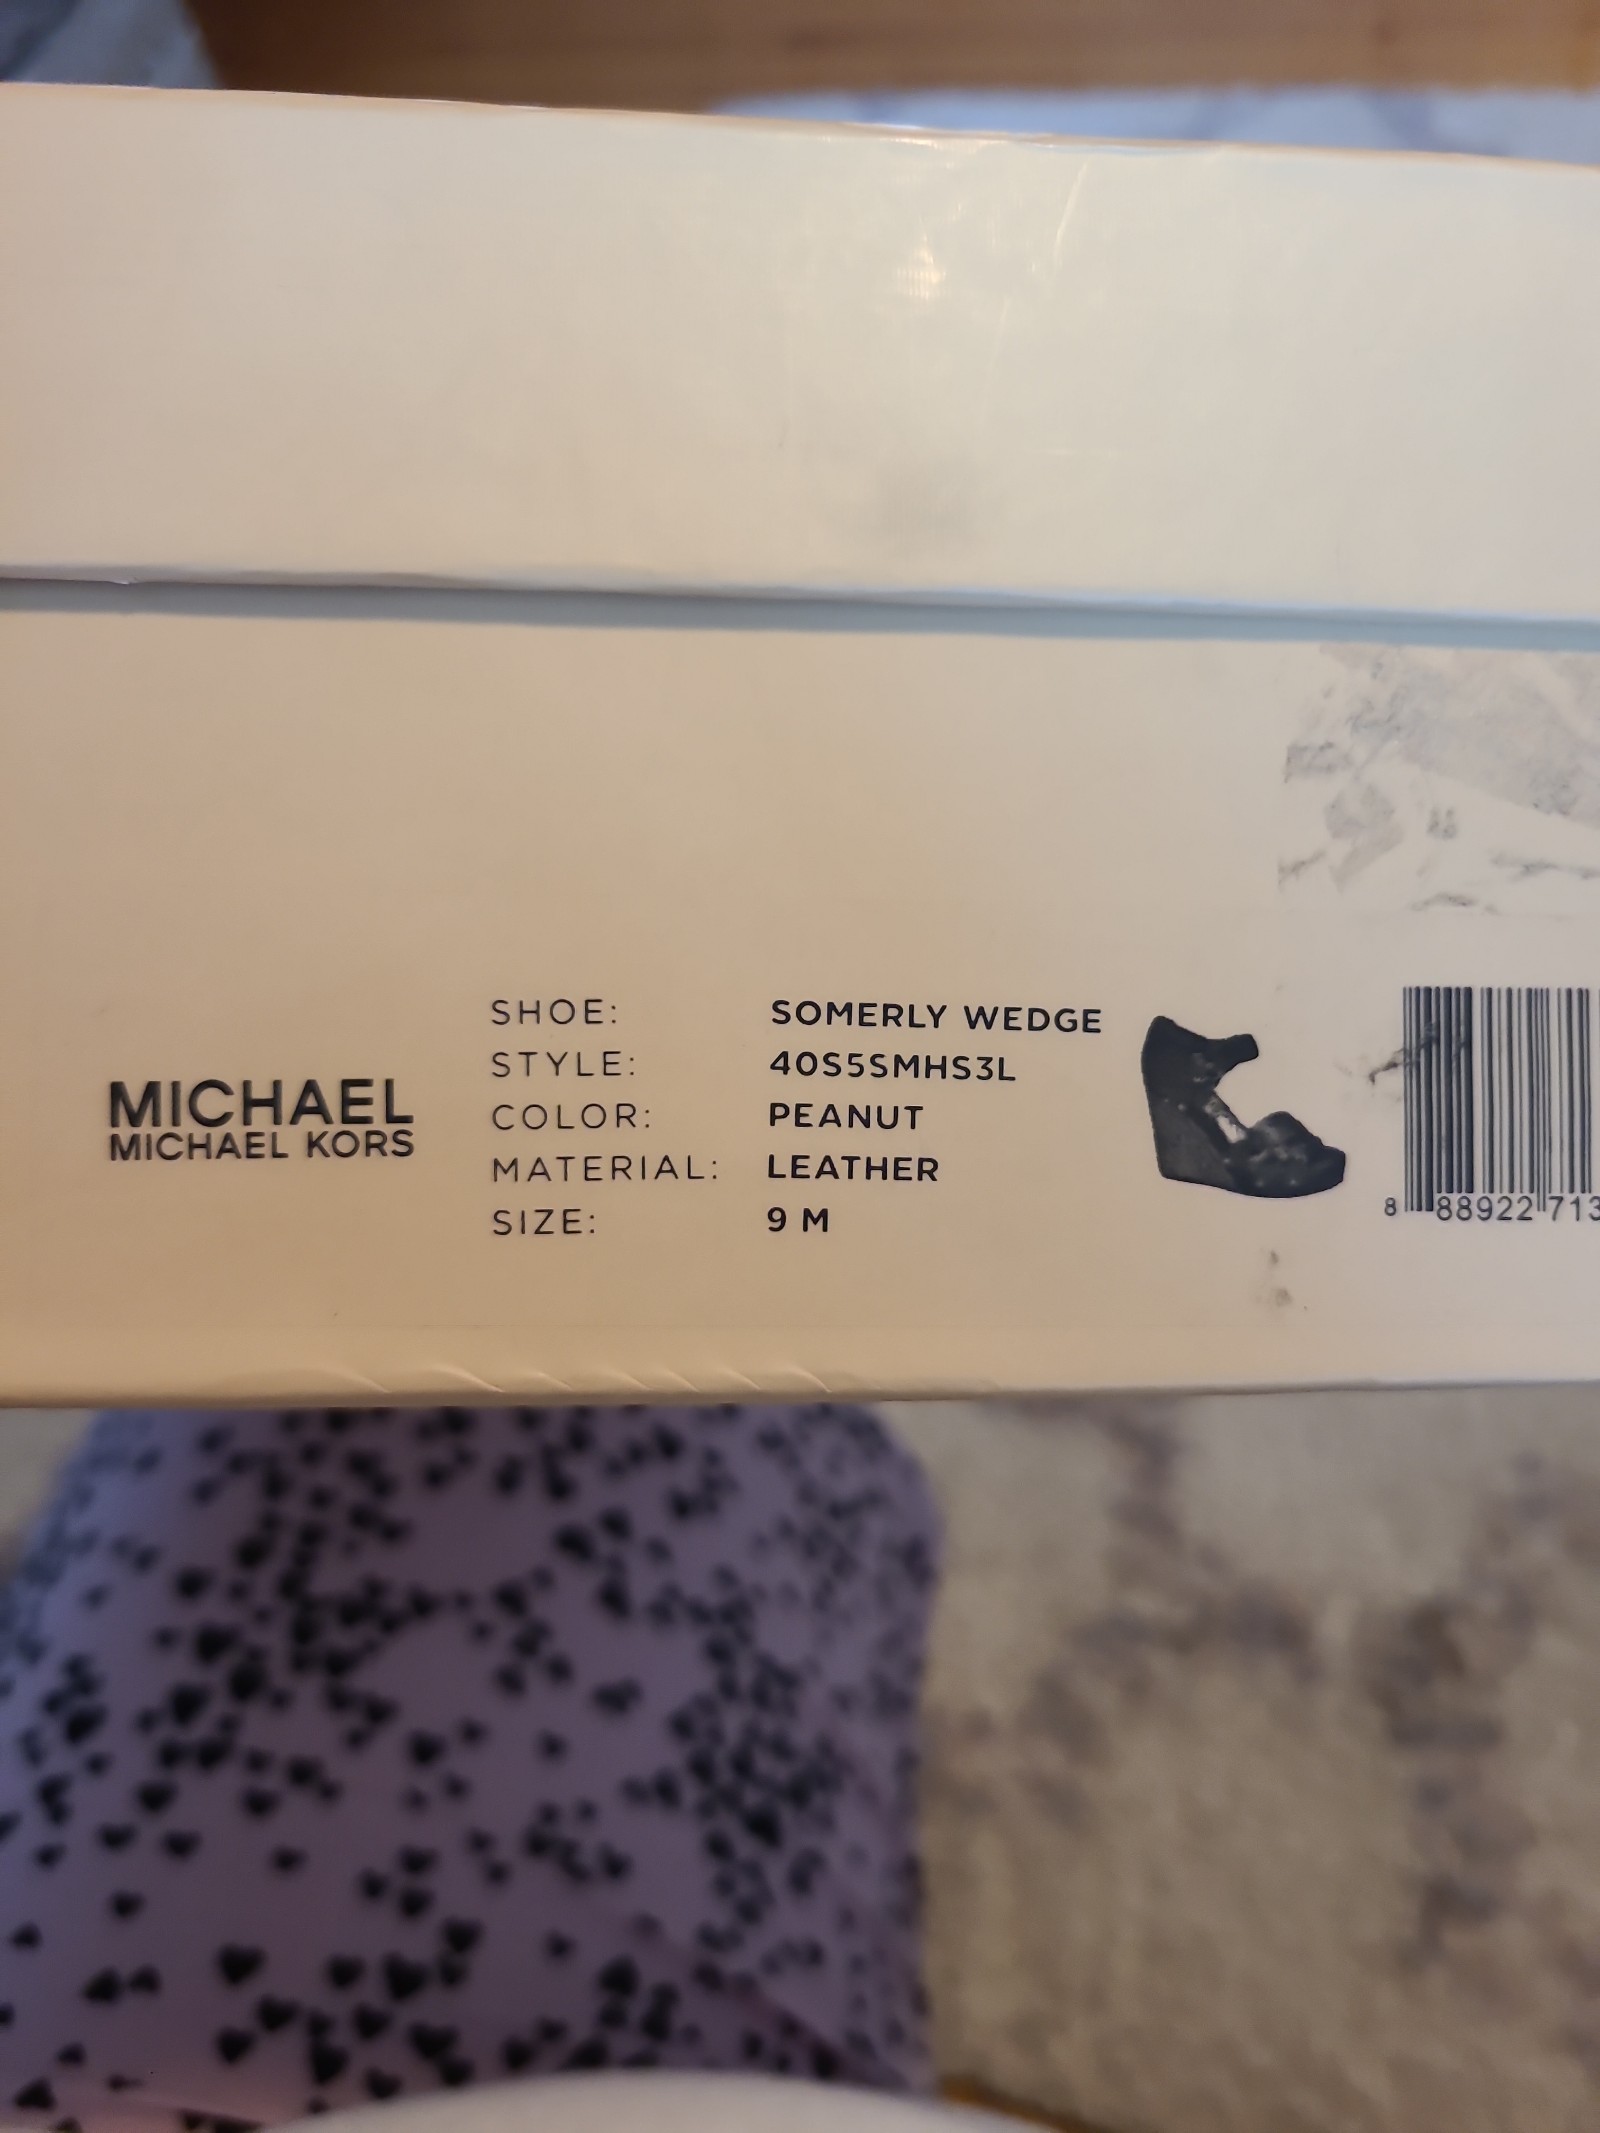 MICHAEL
MICHAEL KORS
SHOE: SOMERLY WEDGE
STYLE: 40S5SMHS3L
COLOR: PEANUT
MATERIAL: LEATHER
SIZE: 9 M
8 88922 713